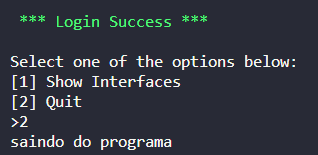 *** Login Success ***
Select one of the options below:
[1] Show Interfaces
[2] Quit
>2
saindo do programa